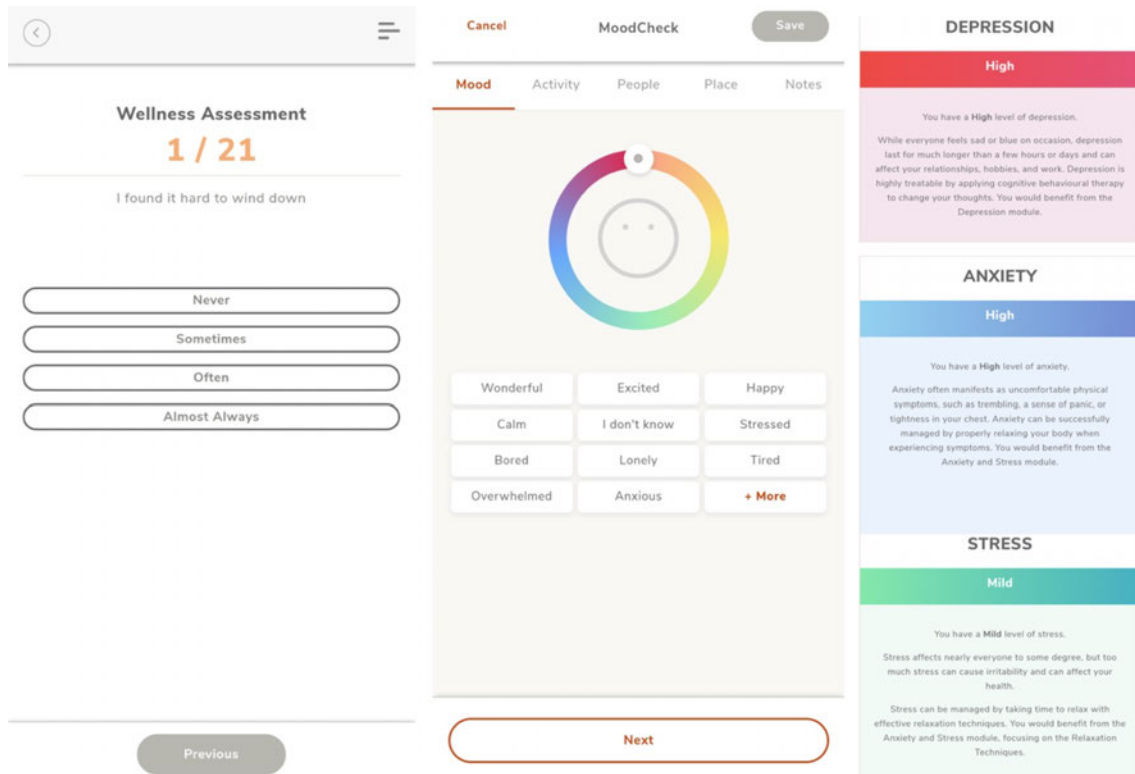 Wellness Assessment
1 / 21
I found it hard to wind down
Never
Sometimes
Often
Almost Always
Previous
Cancel
MoodCheck
Save
Mood
Activity
People
Place
Notes
Wonderful
Excited
Happy
Calm
I don't know
Stressed
Bored
Lonely
Tired
Overwhelmed
Anxious
+ More
Next
DEPRESSION
High
You have a High level of depression.
While everyone feels sad or blue on occasion, depression
last for much longer than a few hours or days and can
affect your relationships, hobbies, and work. Depression is
highly treatable by applying cognitive behavioural therapy
to change your thoughts. You would benefit from the
Depression module.
ANXIETY
High
You have a High level of anxiety.
Anxiety often manifests as uncomfortable physical
symptoms, such as trembling, a sense of panic, or
tightness in your chest. Anxiety can be successfully
managed by properly relaxing your body when
experiencing symptoms. You would benefit from the
Anxiety and Stress module.
STRESS
Mild
You have a Mild level of stress.
Stress affects nearly everyone to some degree, but too
much stress can cause irritability and can affect your
health.
Stress can be managed by taking time to relax with
effective relaxation techniques. You would benefit from the
Anxiety and Stress module, focusing on the Relaxation
Techniques.